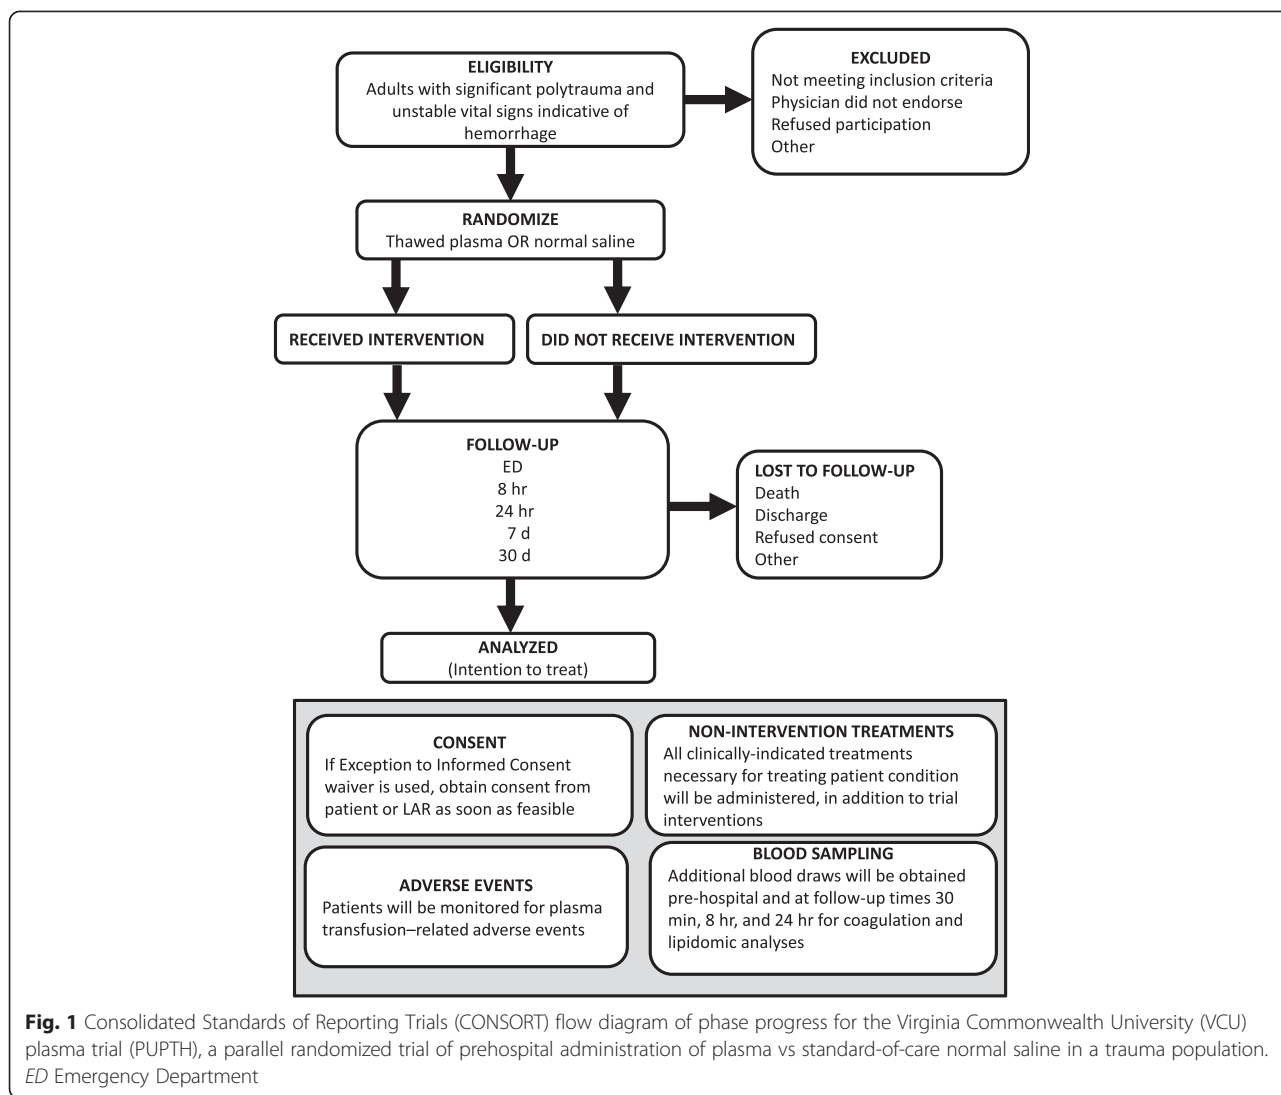 ELIGIBILITY
Adults with significant polytrauma and
unstable vital signs indicative of
hemorrhage
EXCLUDED
Not meeting inclusion criteria
Physician did not endorse
Refused participation
Other
RANDOMIZE
Thawed plasma OR normal saline
RECEIVED INTERVENTION
DID NOT RECEIVE INTERVENTION
FOLLOW-UP
ED
8 hr
24 hr
7 d
30 d
LOST TO FOLLOW-UP
Death
Discharge
Refused consent
Other
ANALYZED
(Intention to treat)
CONSENT
If Exception to Informed Consent
waiver is used, obtain consent from
patient or LAR as soon as feasible
NON-INTERVENTION TREATMENTS
All clinically-indicated treatments
necessary for treating patient condition
will be administered, in addition to trial
interventions
ADVERSE EVENTS
Patients will be monitored for plasma
transfusion–related adverse events
BLOOD SAMPLING
Additional blood draws will be obtained
pre-hospital and at follow-up times 30
min, 8 hr, and 24 hr for coagulation and
lipidomic analyses
Fig. 1 Consolidated Standards of Reporting Trials (CONSORT) flow diagram of phase progress for the Virginia Commonwealth University (VCU)
plasma trial (PUPTH), a parallel randomized trial of prehospital administration of plasma vs standard-of-care normal saline in a trauma population.
ED Emergency Department